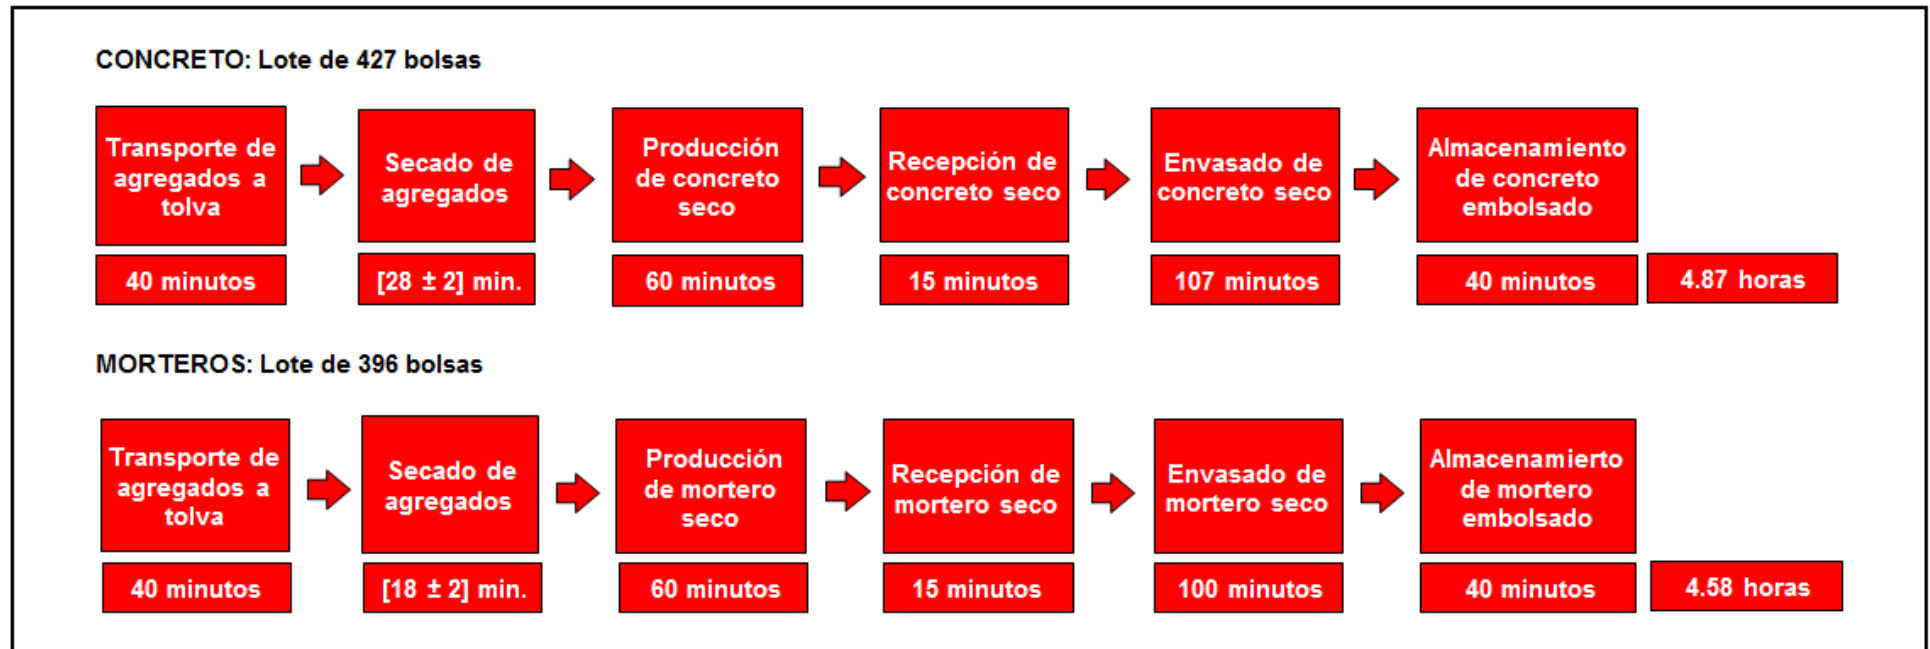 CONCRETO: Lote de 427 bolsas
Transporte de
agregados a
tolva
Secado de
agregados
Producción
de concreto
seco
Recepción de
concreto seco
Envasado de
concreto seco
Almacenamiento
de concreto
embolsado
40 minutos
[28 ± 2] min.
60 minutos
15 minutos
107 minutos
40 minutos
4.87 horas
MORTEROS: Lote de 396 bolsas
Transporte de
agregados a
tolva
Secado de
agregados
Producción
de mortero
seco
Recepción de
mortero seco
Envasado de
mortero seco
Almacenamierto
de mortero
embolsado
40 minutos
[18 ± 2] min.
60 minutos
15 minutos
100 minutos
40 minutos
4.58 horas